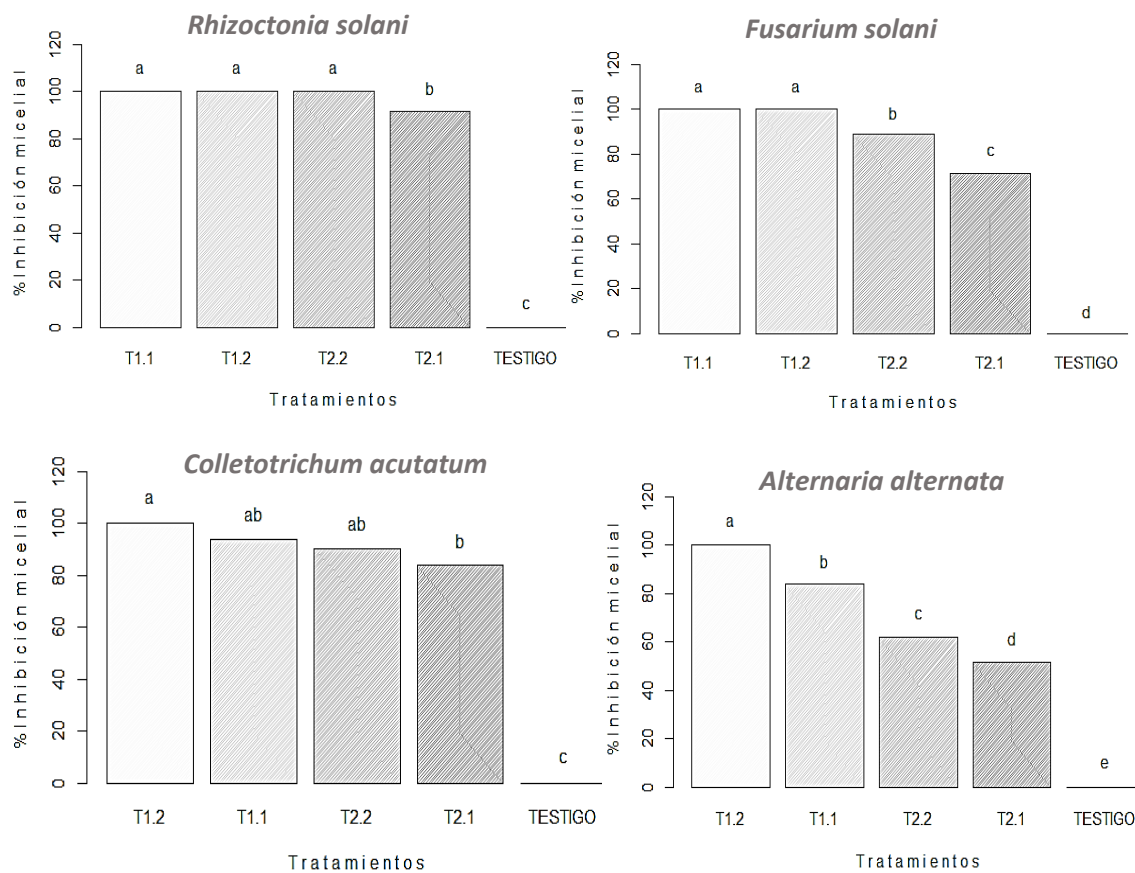 Rhizoctonia solani
%Inhibición micelial
0 20 40 60 80 100 120
a a a b c
T1.1 T1.2 T2.2 T2.1 TESTIGO
Tratamientos
Fusarium solani
%Inhibición micelial
0 20 40 60 80 100 120
a a b c d
T1.1 T1.2 T2.2 T2.1 TESTIGO
Tratamientos
Colletotrichum acutatum
%Inhibición micelial
0 20 40 60 80 100 120
a ab ab b c
T1.2 T1.1 T2.2 T2.1 TESTIGO
Tratamientos
Alternaria alternata
%Inhibición micelial
0 20 40 60 80 100 120
a b c d e
T1.2 T1.1 T2.2 T2.1 TESTIGO
Tratamientos